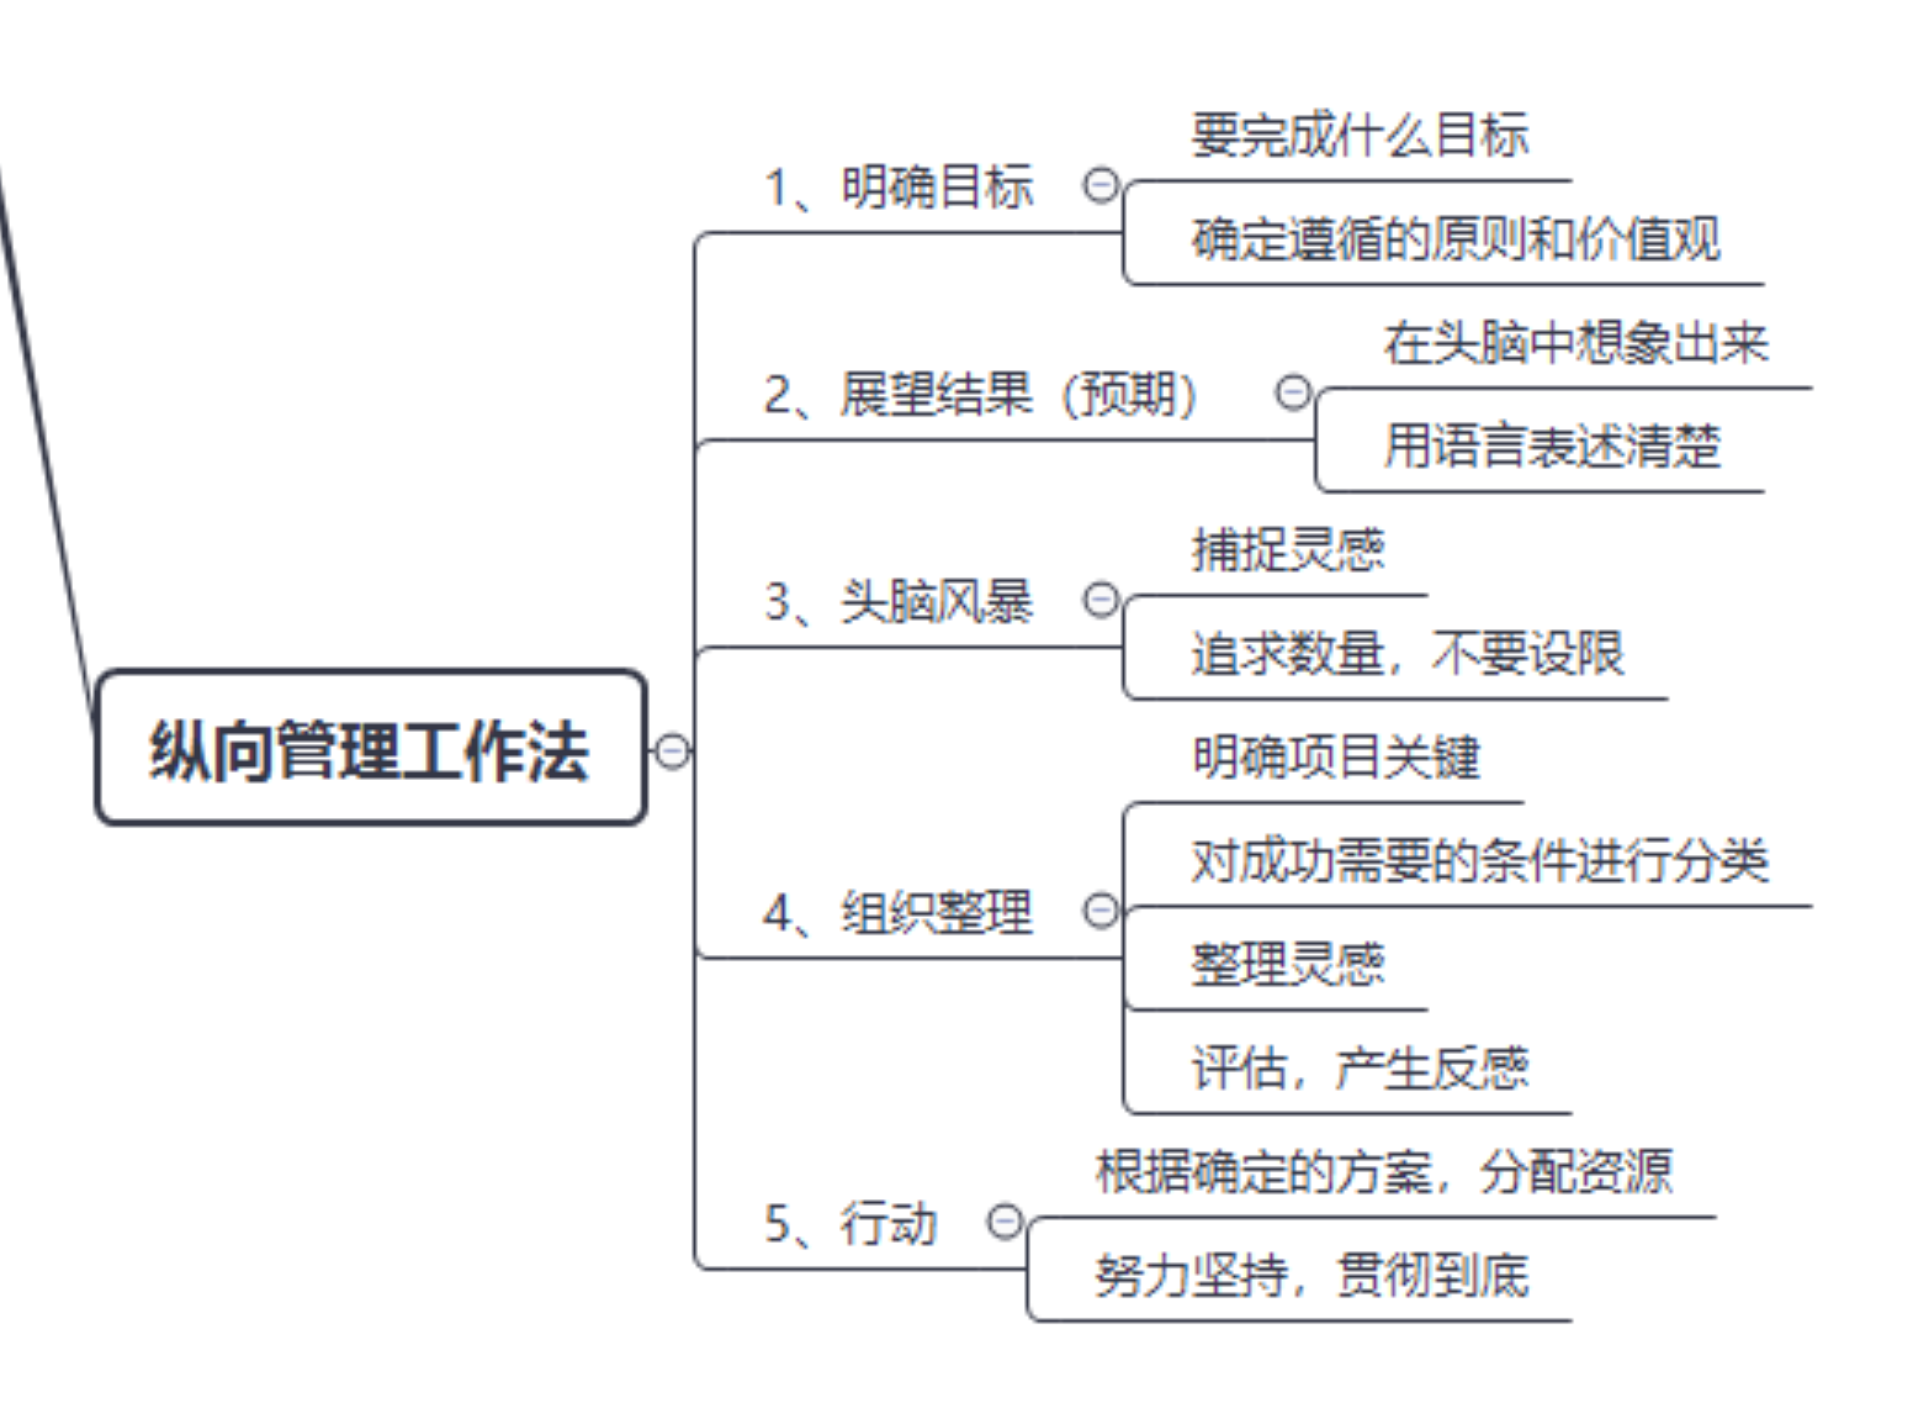 纵向管理工作法
1、明确目标
要完成什么目标
确定遵循的原则和价值观
2、展望结果（预期）
在头脑中想象出来
用语言表述清楚
3、头脑风暴
捕捉灵感
追求数量，不要设限
4、组织整理
明确项目关键
对成功需要的条件进行分类
整理灵感
评估，产生反感
5、行动
根据确定的方案，分配资源
努力坚持，贯彻到底